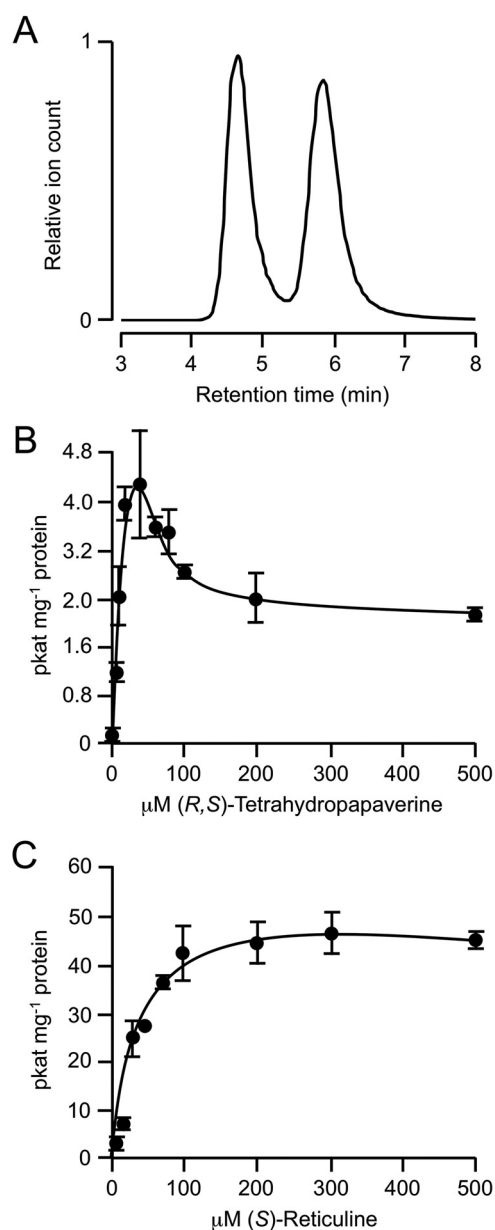 A
1
Relative ion count
0
3 4 5 6 7 8
Retention time (min)
B
4.8
4.0
3.2
2.0
1.6
0.8
0
pkat mg⁻¹ protein
0 100 200 300 400 500
μM (R,S)-Tetrahydropapaverine
C
60
50
40
30
20
10
0
pkat mg⁻¹ protein
0 100 200 300 400 500
μM (S)-Reticuline